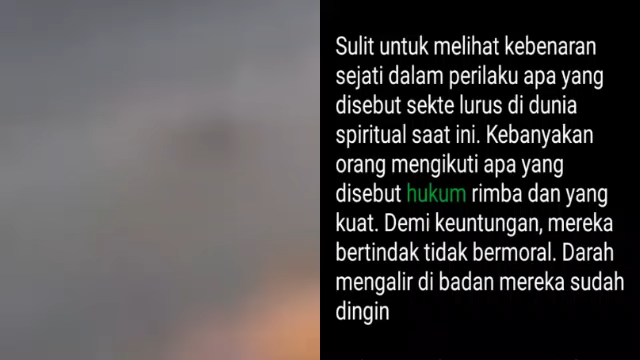 Sulit untuk melihat kebenaran
sejati dalam perilaku apa yang
disebut sekte lurus di dunia
spiritual saat ini. Kebanyakan
orang mengikuti apa yang
disebut hukum rimba dan yang
kuat. Demi keuntungan, mereka
bertindak tidak bermoral. Darah
mengalir di badan mereka sudah
dingin